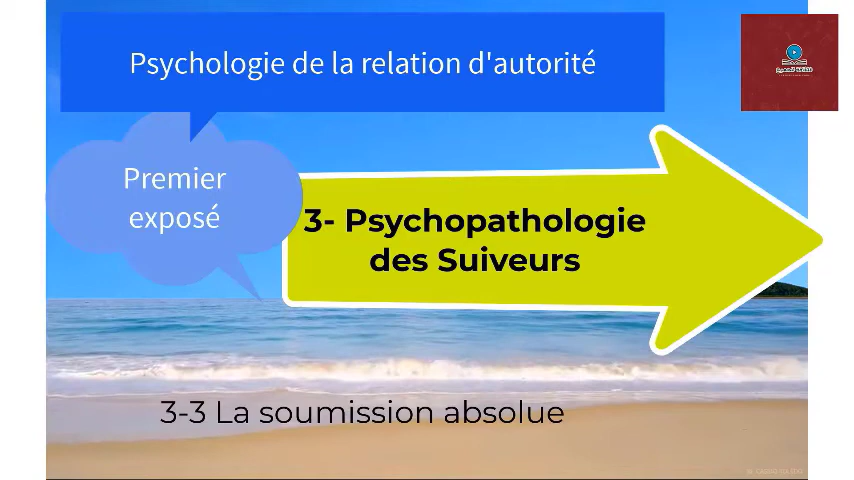 Psychologie de la relation d'autorité
Premier
exposé
3- Psychopathologie
des Suiveurs
3-3 La soumission absolue